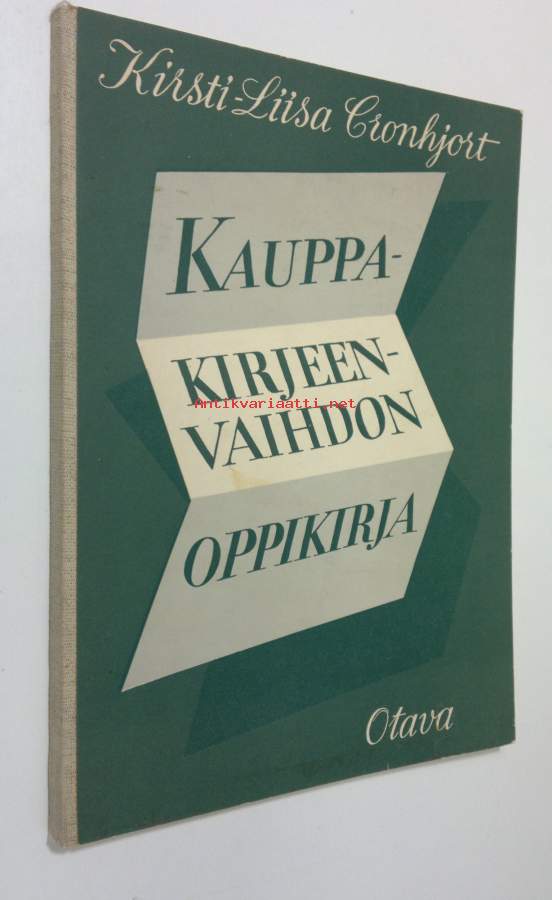 Kirsti-Liisa Cronhjort
KAUPPA-
KIRJEEN-
Antikvariaatti.net
VAIHDON
OPPIKIRJA
Otava